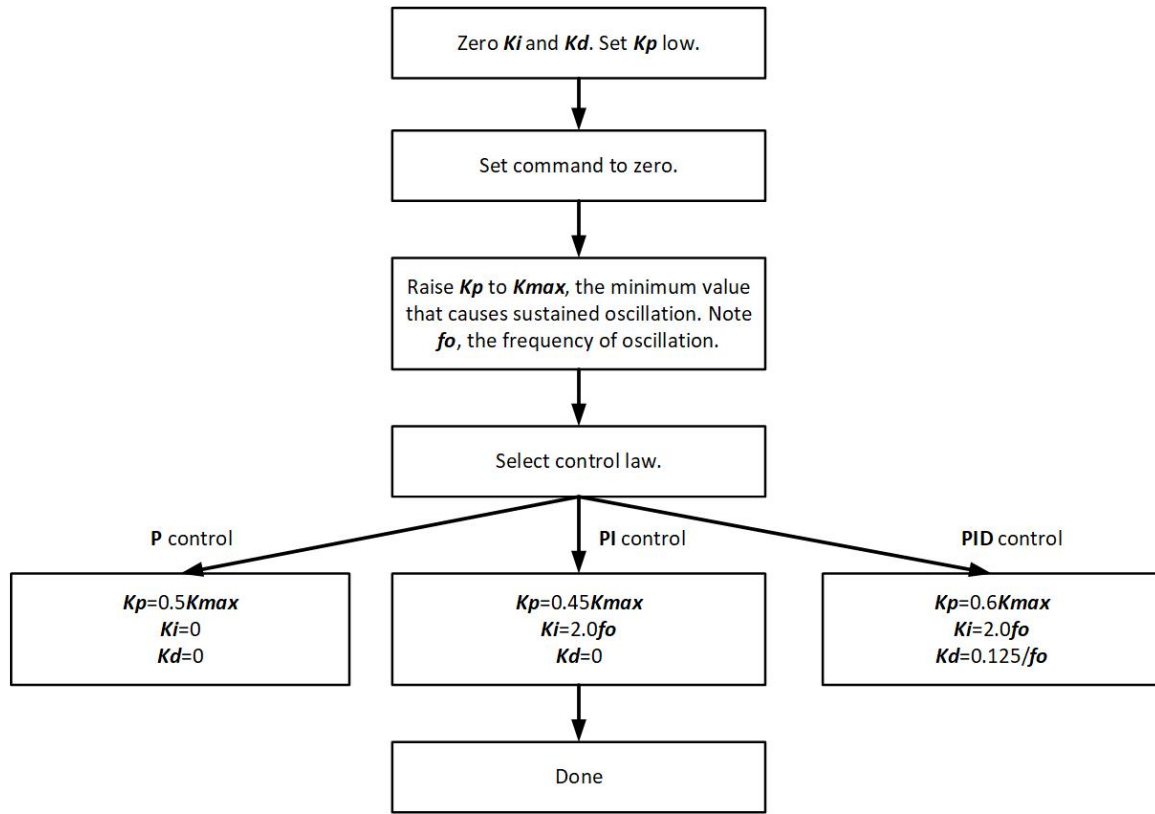 Zero Ki and Kd. Set Kp low.
Set command to zero.
Raise Kp to Kmax, the minimum value
that causes sustained oscillation. Note
fo, the frequency of oscillation.
Select control law.
P control
PI control
PID control
Kp=0.5Kmax
Ki=0
Kd=0
Kp=0.45Kmax
Ki=2.0fo
Kd=0
Kp=0.6Kmax
Ki=2.0fo
Kd=0.125/fo
Done